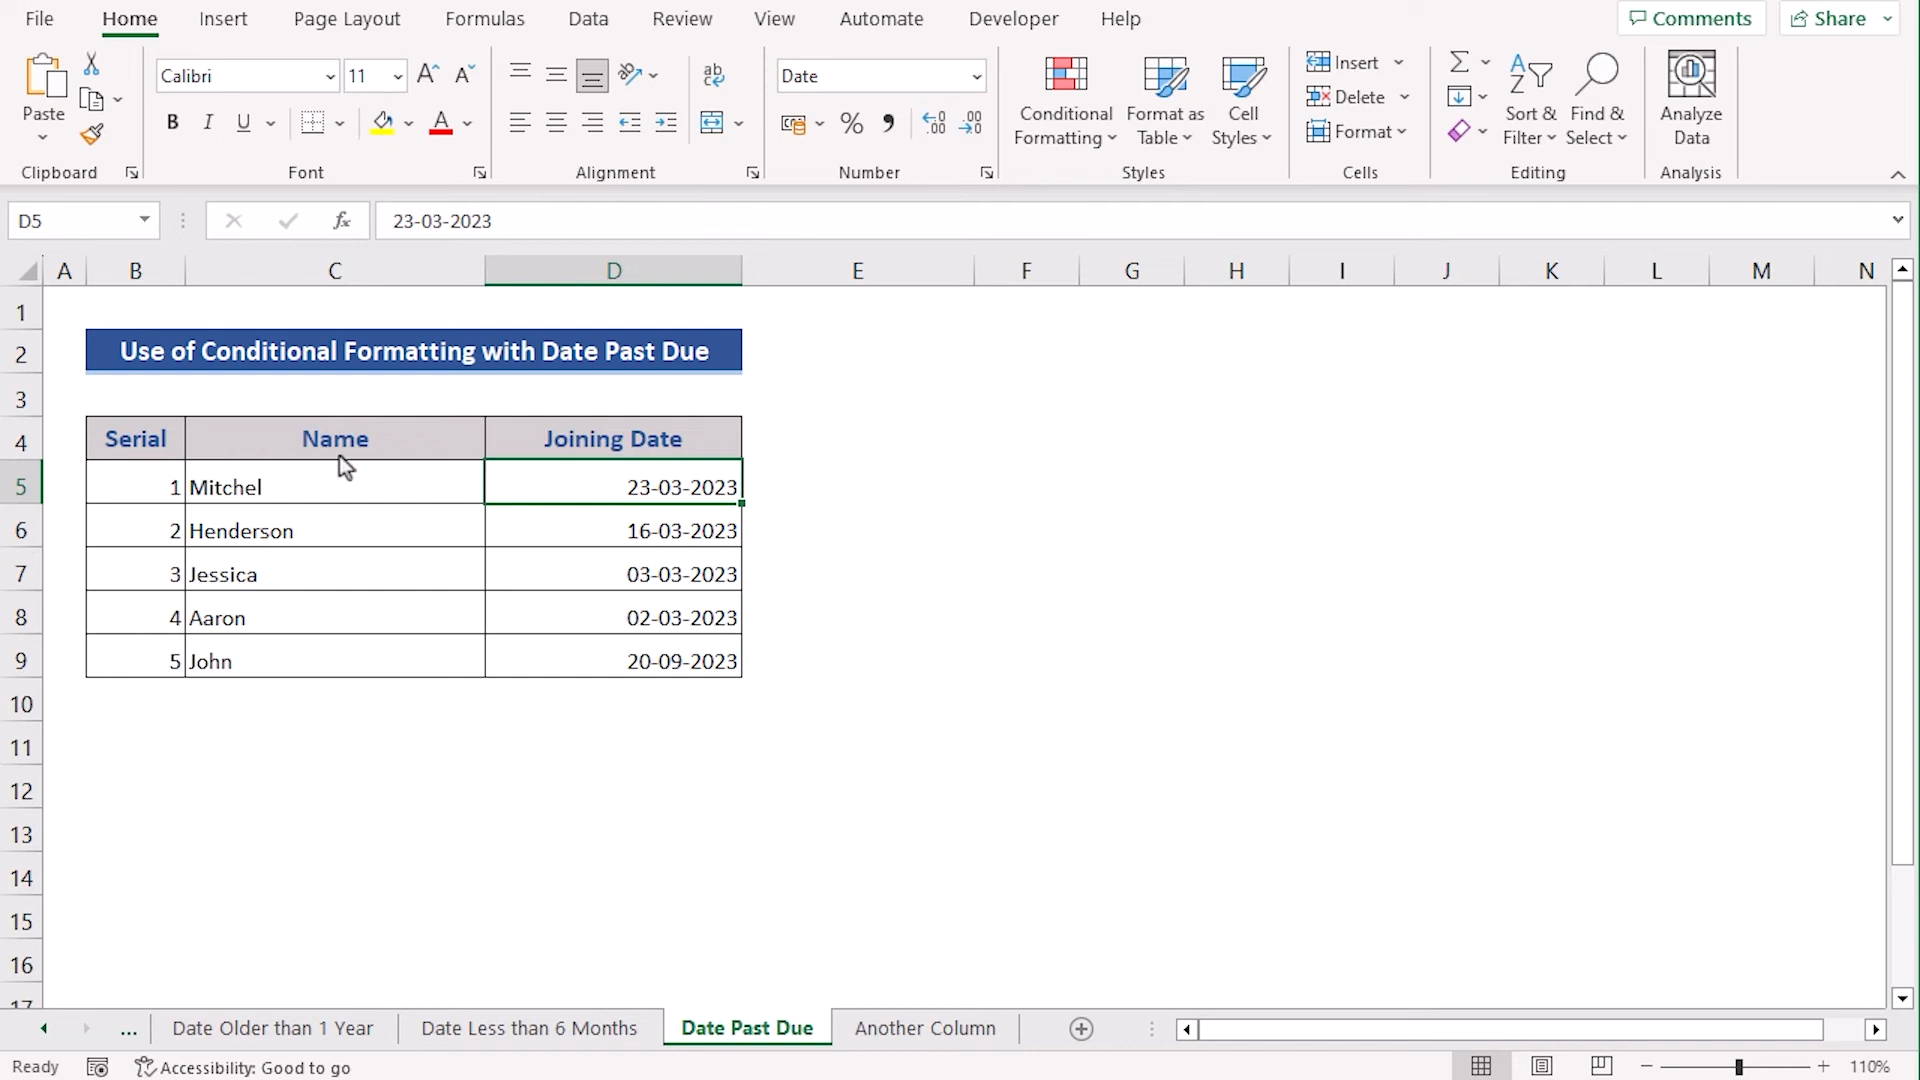 File Home Insert Page Layout Formulas Data Review View Automate Developer Help Comments Share
Paste
Clipboard
Calibri 11
B I U A
Font
ab
Alignment
Date
% 9
Number
Conditional Formatting
Format as Table
Cell Styles
Styles
Insert
Delete
Format
Cells
Sort & Filter
Find & Select
Editing
Analyze Data
Analysis
D5 fx 23-03-2023
A B C D E F G H I J K L M N
1
2 Use of Conditional Formatting with Date Past Due
3
4 Serial Name Joining Date
5 1 Mitchel 23-03-2023
6 2 Henderson 16-03-2023
7 3 Jessica 03-03-2023
8 4 Aaron 02-03-2023
9 5 John 20-09-2023
10
11
12
13
14
15
16
17
... Date Older than 1 Year Date Less than 6 Months Date Past Due Another Column
Ready Accessibility: Good to go 110%